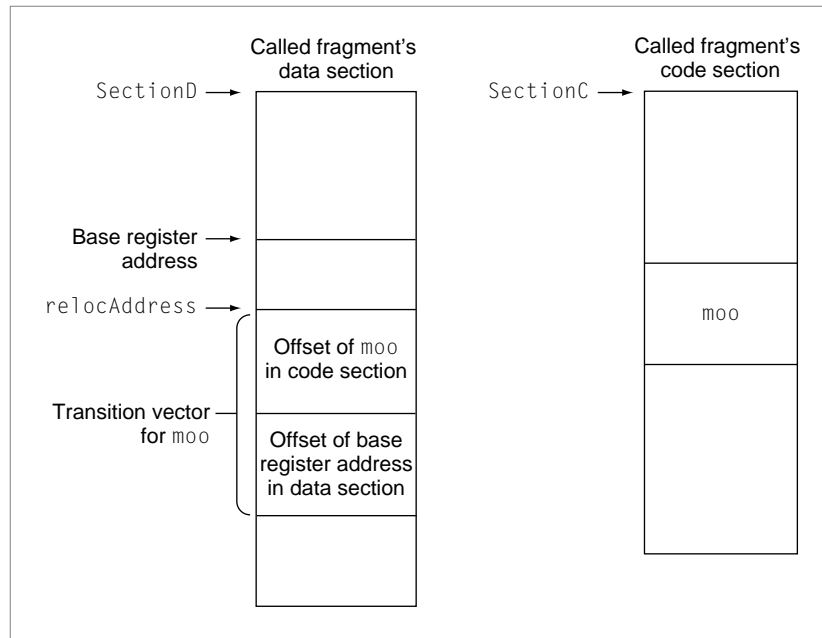 Called fragment's
data section
SectionD
Base register
address
relocAddress
Offset of moo
in code section
Transition vector
for moo
Offset of base
register address
in data section
Called fragment's
code section
SectionC
moo